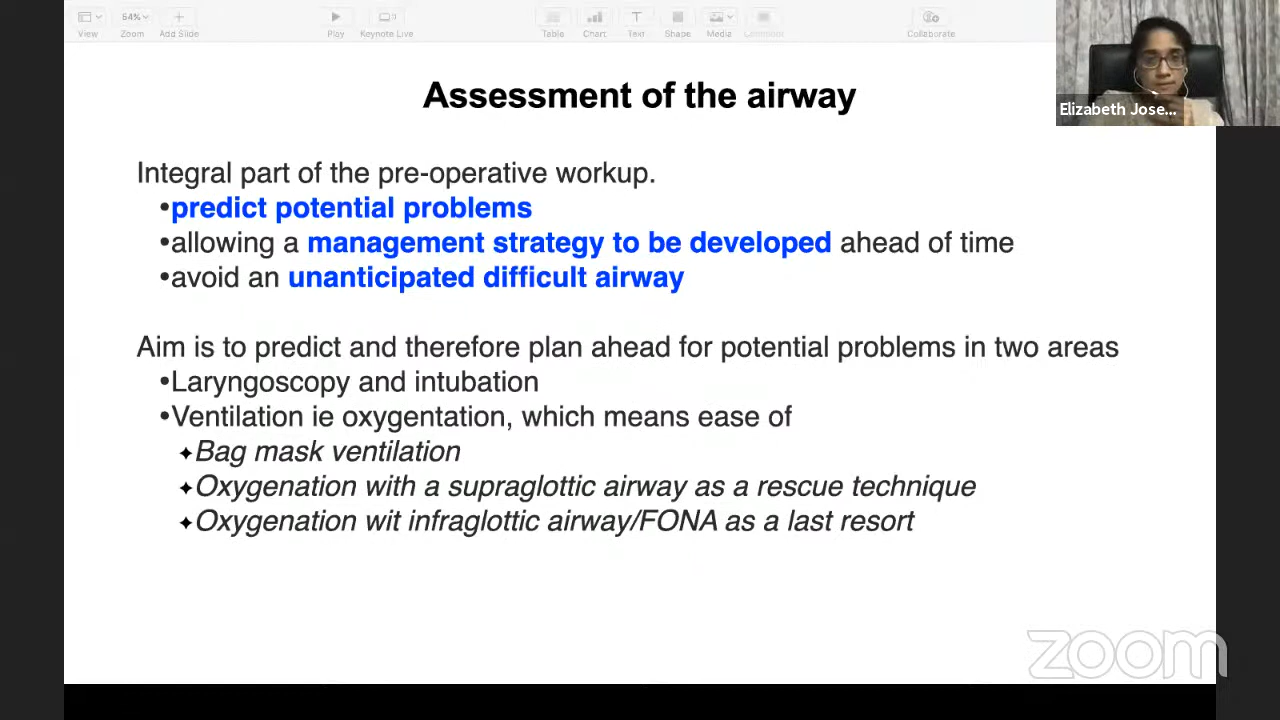 54%
View
Zoom
Add Slide
Play
Keynote Live
Table
Chart
Text
Shape
Media
Comment
Collaborate
Elizabeth Jose...
Assessment of the airway
Integral part of the pre-operative workup.
•predict potential problems
•allowing a management strategy to be developed ahead of time
•avoid an unanticipated difficult airway
Aim is to predict and therefore plan ahead for potential problems in two areas
•Laryngoscopy and intubation
•Ventilation ie oxygentation, which means ease of
✦Bag mask ventilation
✦Oxygenation with a supraglottic airway as a rescue technique
✦Oxygenation wit infraglottic airway/FONA as a last resort
zoom